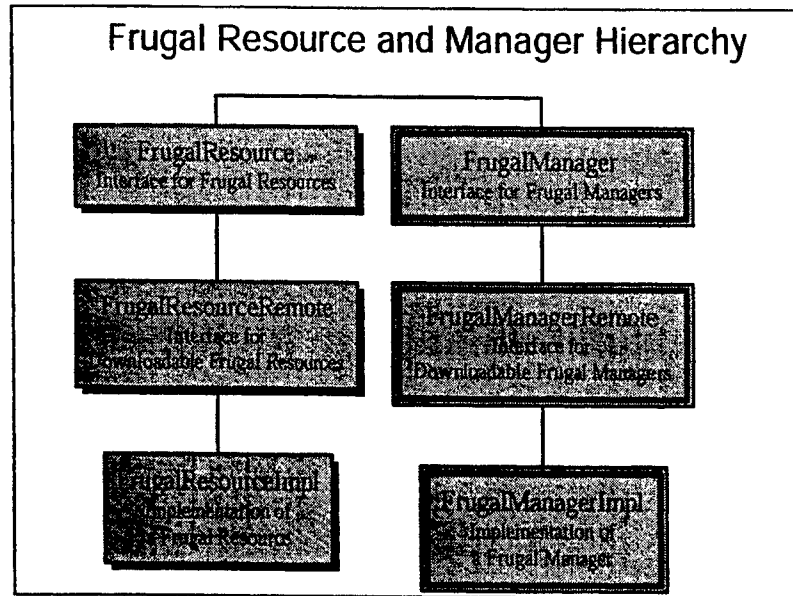 Frugal Resource and Manager Hierarchy
FrugalResource
Interface for Frugal Resources
FrugalManager
Interface for Frugal Managers
FrugalResourceRemote
Interface for
Downloadable Frugal Resources
FrugalManagerRemote
Interface for
Downloadable Frugal Managers
FrugalResourceImpl
Implementation of
Frugal Resource
FrugalManagerImpl
Implementation of
Frugal Manager